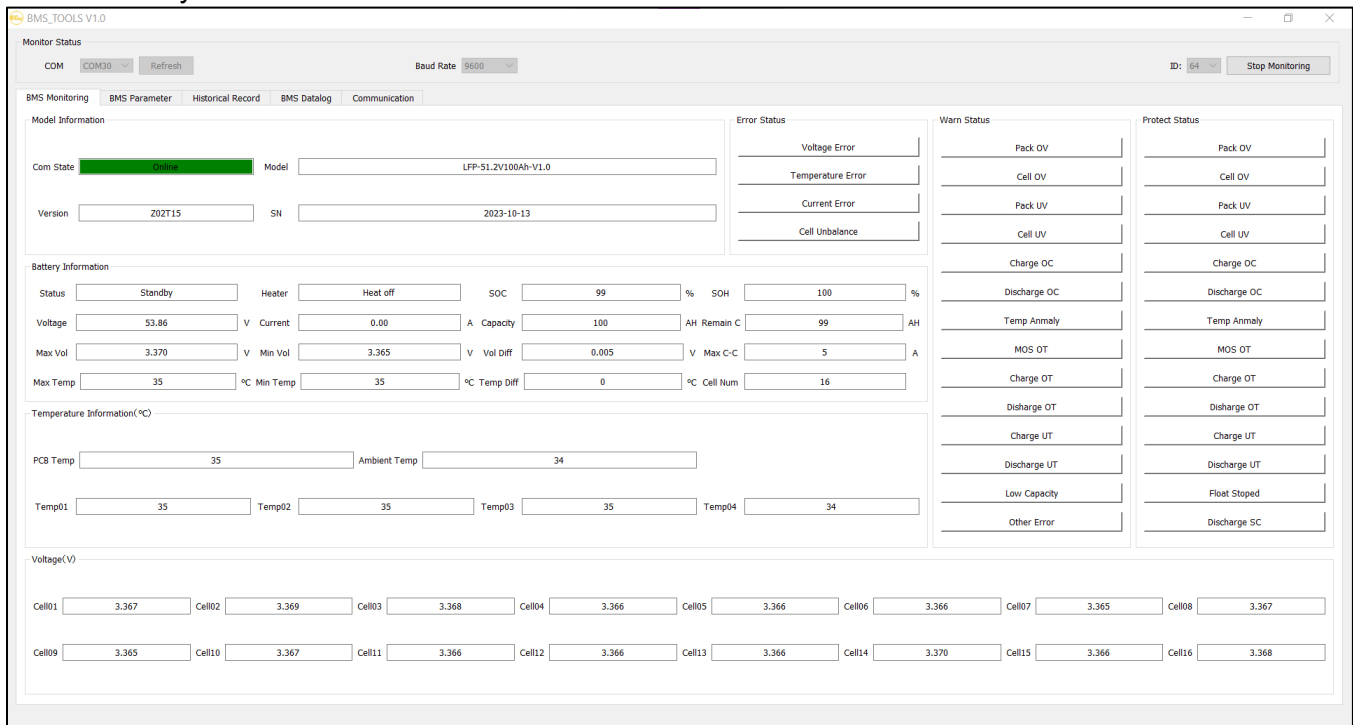 BMS_TOOLS V1.0
Monitor Status
COM COM30 Refresh Baud Rate 9600 ID: 64 Stop Monitoring
BMS Monitoring BMS Parameter Historical Record BMS Datalog Communication
Model Information
Com State Online Model LFP-51.2V100Ah-V1.0
Version Z02T15 SN 2023-10-13
Error Status
Voltage Error
Temperature Error
Current Error
Cell Unbalance
Warn Status
Pack OV
Cell OV
Pack UV
Cell UV
Charge OC
Discharge OC
Temp Anmaly
MOS OT
Charge OT
Disharge OT
Charge UT
Discharge UT
Low Capacity
Other Error
Protect Status
Pack OV
Cell OV
Pack UV
Cell UV
Charge OC
Discharge OC
Temp Anmaly
MOS OT
Charge OT
Disharge OT
Charge UT
Discharge UT
Float Stoped
Discharge SC
Battery Information
Status Standby Heater Heat off SOC 99 % SOH 100 %
Voltage 53.86 V Current 0.00 A Capacity 100 AH Remain C 99 AH
Max Vol 3.370 V Min Vol 3.365 V Vol Diff 0.005 V Max C-C 5 A
Max Temp 35 ºC Min Temp 35 ºC Temp Diff 0 ºC Cell Num 16
Temperature Information(ºC)
PCB Temp 35 Ambient Temp 34
Temp01 35 Temp02 35 Temp03 35 Temp04 34
Voltage(V)
Cell01 3.367 Cell02 3.369 Cell03 3.368 Cell04 3.366 Cell05 3.366 Cell06 3.366 Cell07 3.365 Cell08 3.367
Cell09 3.365 Cell10 3.367 Cell11 3.366 Cell12 3.366 Cell13 3.366 Cell14 3.370 Cell15 3.366 Cell16 3.368